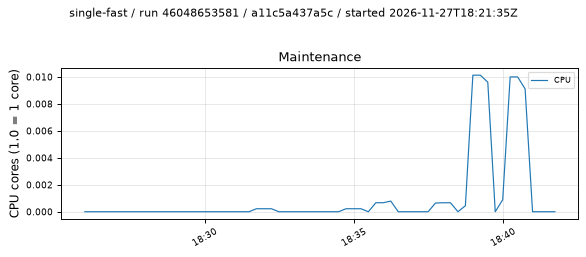 single-fast / run 46048653581 / a11c5a437a5c / started 2026-11-27T18:21:35Z
Maintenance
CPU cores (1.0 = 1 core)
0.010
0.008
0.006
0.004
0.002
0.000
CPU
18:30
18:35
18:40